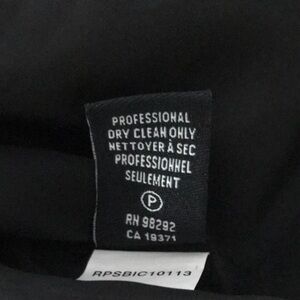 PROFESSIONAL
DRY CLEAN ONLY
NETTOYER À SEC
PROFESSIONNEL
SEULEMENT
P
RN 98292
CA 19371
RPSBIC10113